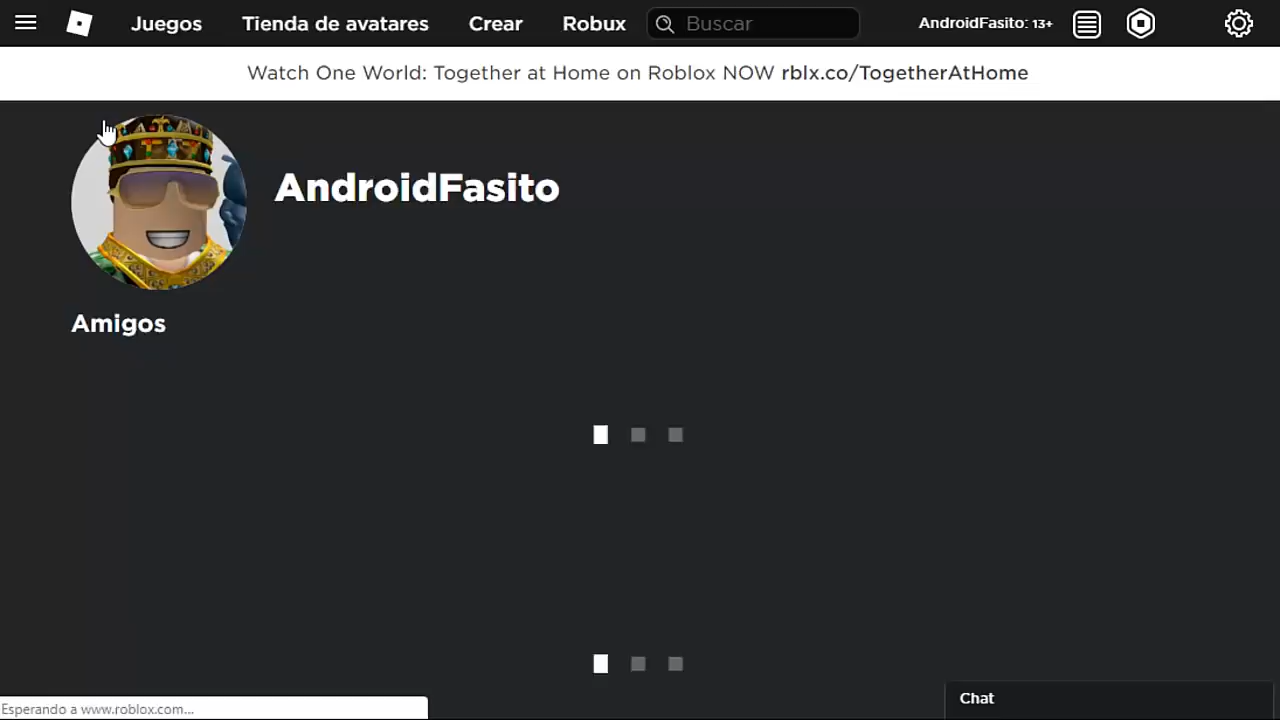 Juegos Tienda de avatares Crear Robux Buscar AndroidFasito: 13+
Watch One World: Together at Home on Roblox NOW rblx.co/TogetherAtHome
AndroidFasito
Amigos
Chat
Esperando a www.roblox.com...